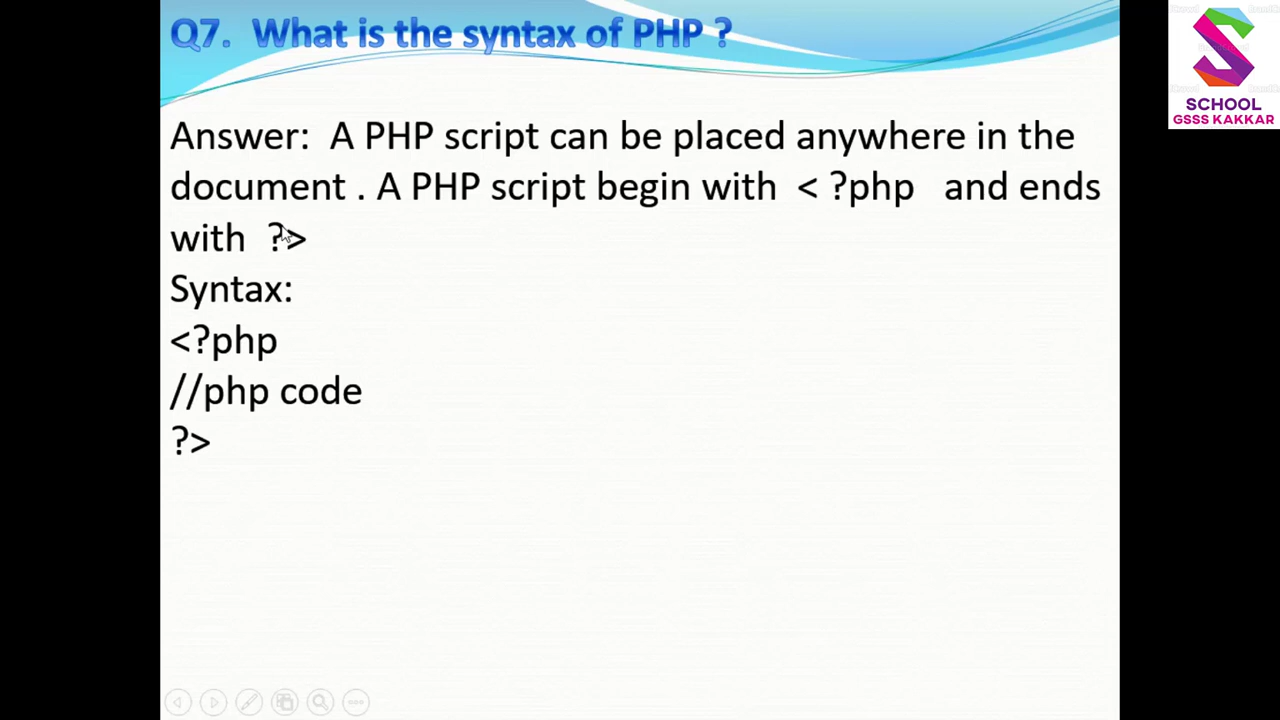 Q7. What is the syntax of PHP ?
SCHOOL
GSSS KAKKAR
Answer: A PHP script can be placed anywhere in the
document . A PHP script begin with < ?php and ends
with ?>
Syntax:
<?php
//php code
?>